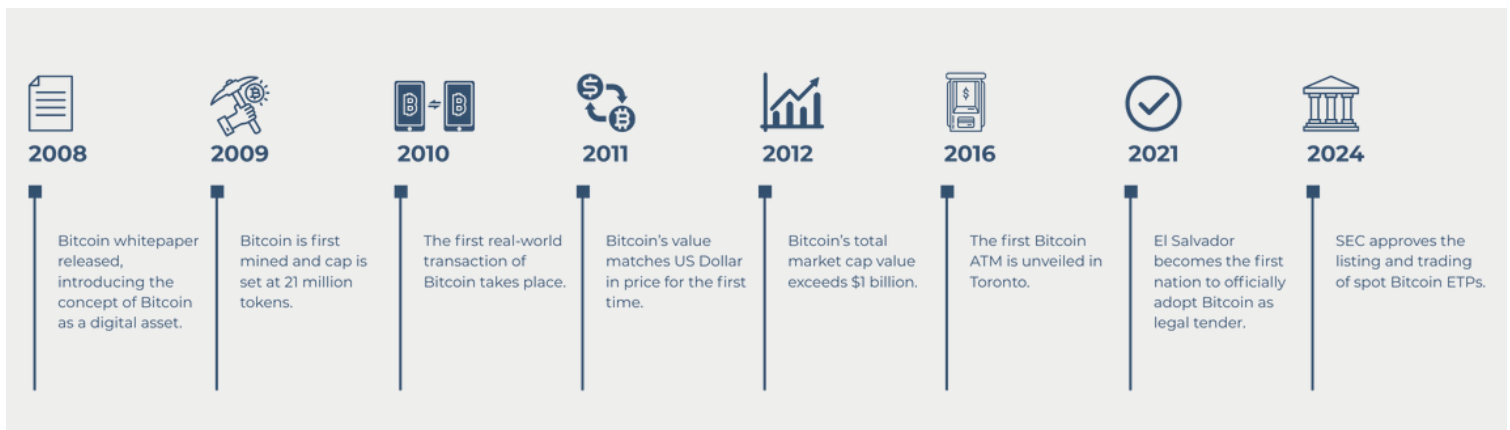 2008
Bitcoin whitepaper
released,
introducing the
concept of Bitcoin
as a digital asset.
2009
Bitcoin is first
mined and cap is
set at 21 million
tokens.
2010
The first real-world
transaction of
Bitcoin takes place.
2011
Bitcoin's value
matches US Dollar
in price for the first
time.
2012
Bitcoin's total
market cap value
exceeds $1 billion.
2016
The first Bitcoin
ATM is unveiled in
Toronto.
2021
El Salvador
becomes the first
nation to officially
adopt Bitcoin as
legal tender.
2024
SEC approves the
listing and trading
of spot Bitcoin ETPs.